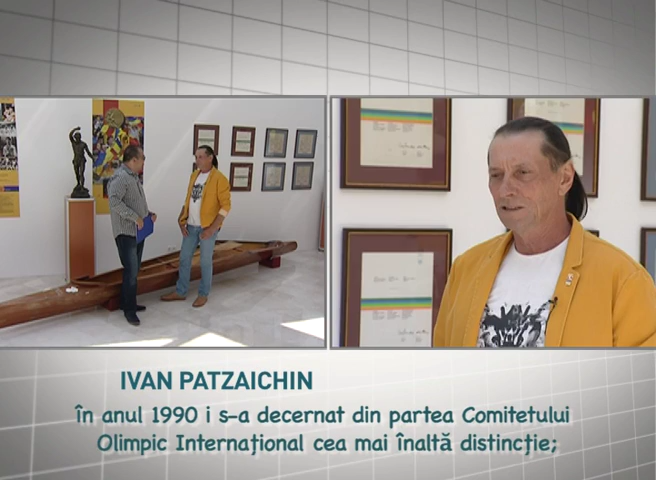 IVAN PATZAICHIN
în anul 1990 i s-a decernat din partea Comitetului
Olimpic Internațional cea mai înaltă distincție;